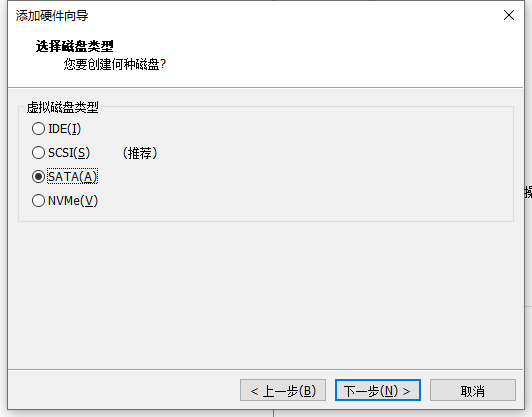 添加硬件向导
选择磁盘类型
您要创建何种磁盘?
虚拟磁盘类型
IDE(I)
SCSI(S) （推荐）
SATA(A)
NVMe(V)
操
< 上一步(B) 下一步(N) > 取消